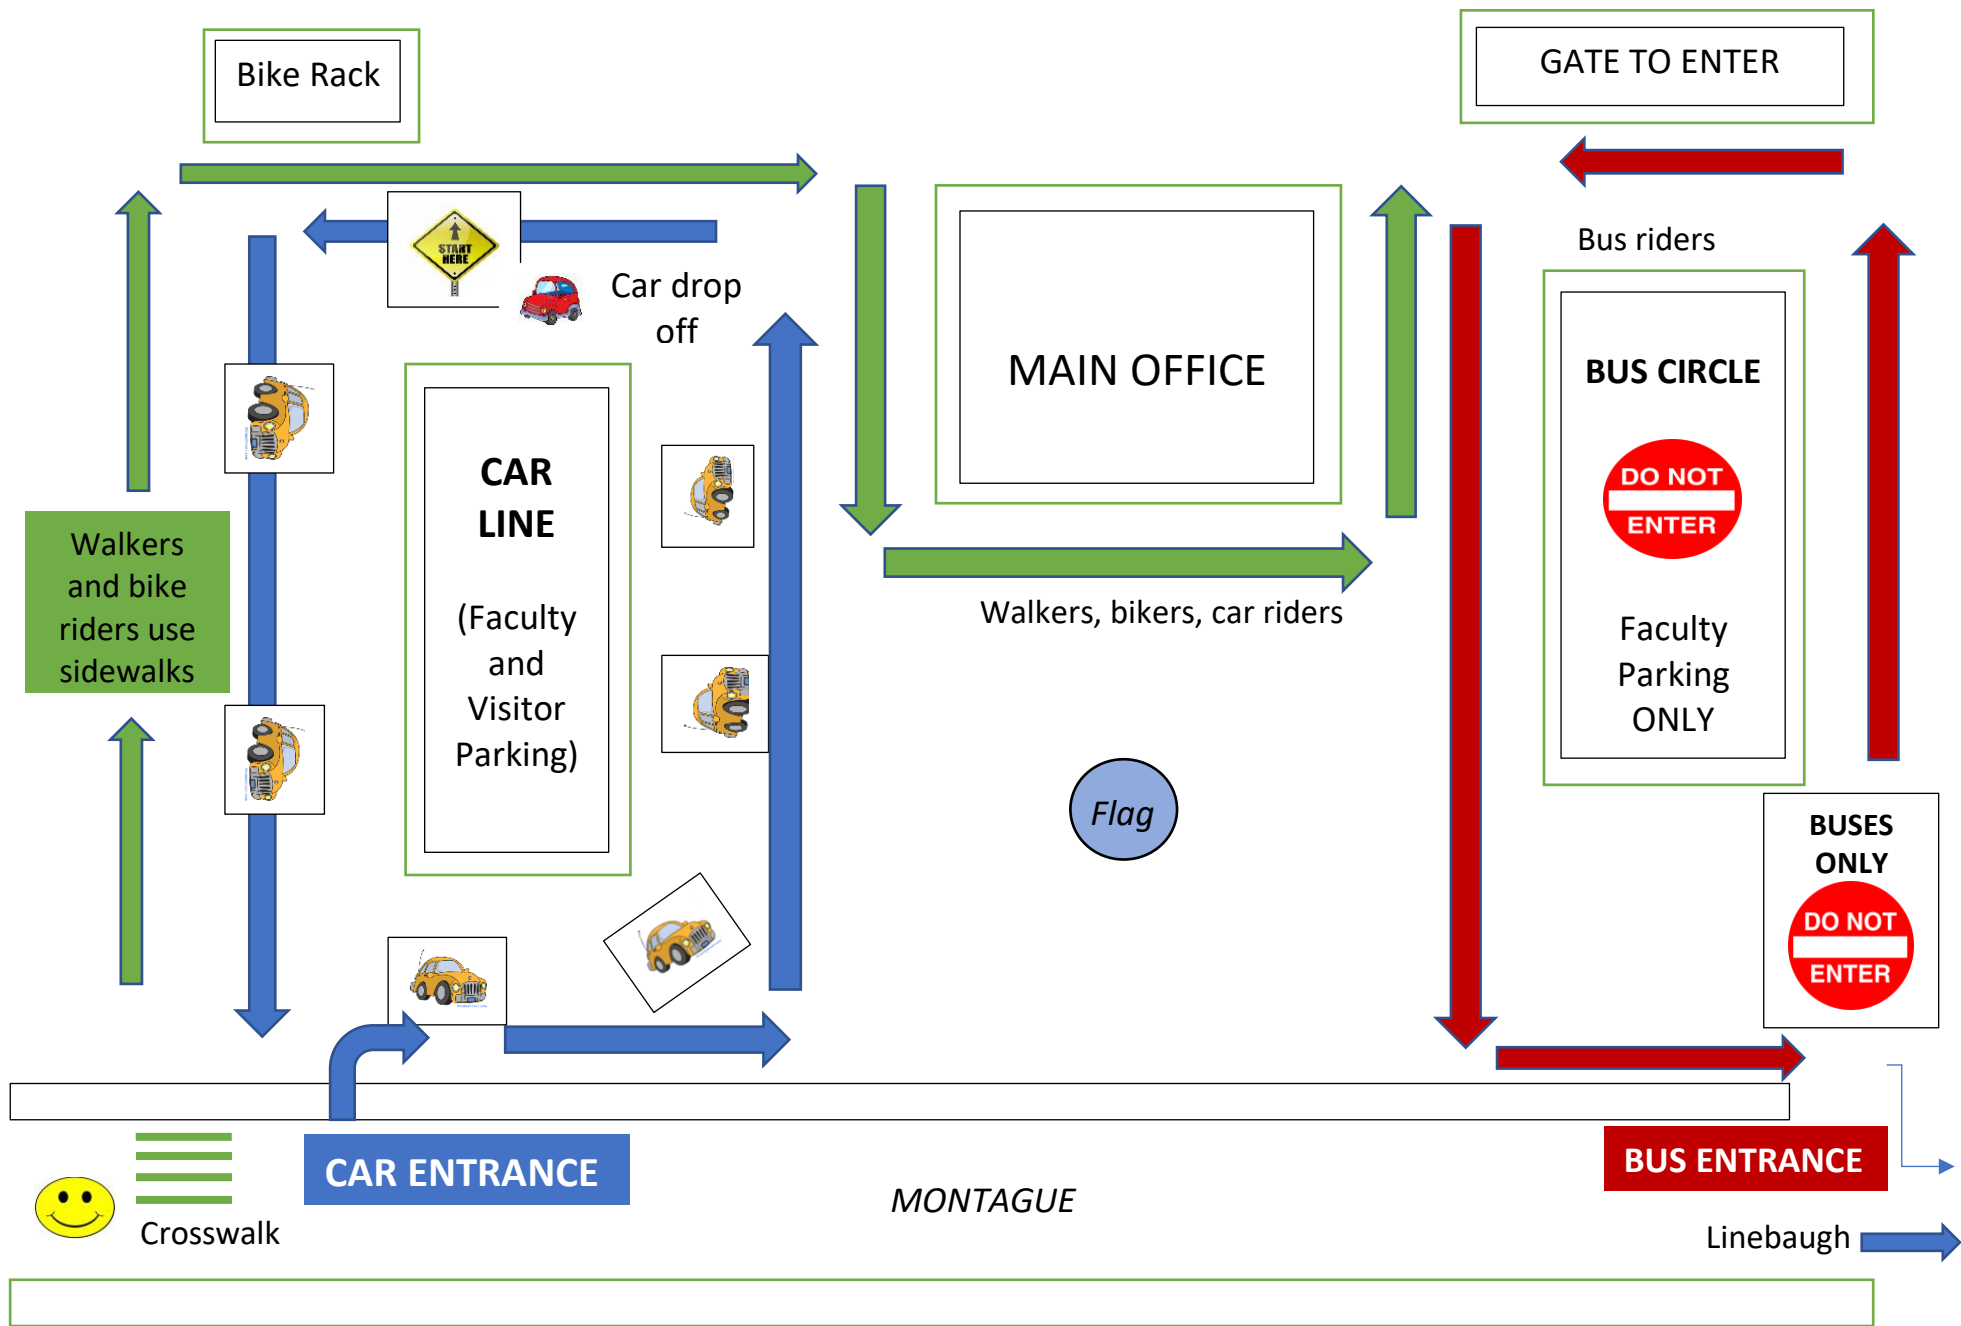 Bike Rack
GATE TO ENTER
START
HERE
Car drop
off
Bus riders
MAIN OFFICE
BUS CIRCLE
DO NOT
ENTER
Faculty
Parking
ONLY
CAR
LINE
(Faculty
and
Visitor
Parking)
Walkers
and bike
riders use
sidewalks
Walkers, bikers, car riders
Flag
BUSES
ONLY
DO NOT
ENTER
CAR ENTRANCE
BUS ENTRANCE
MONTAGUE
Crosswalk
Linebaugh